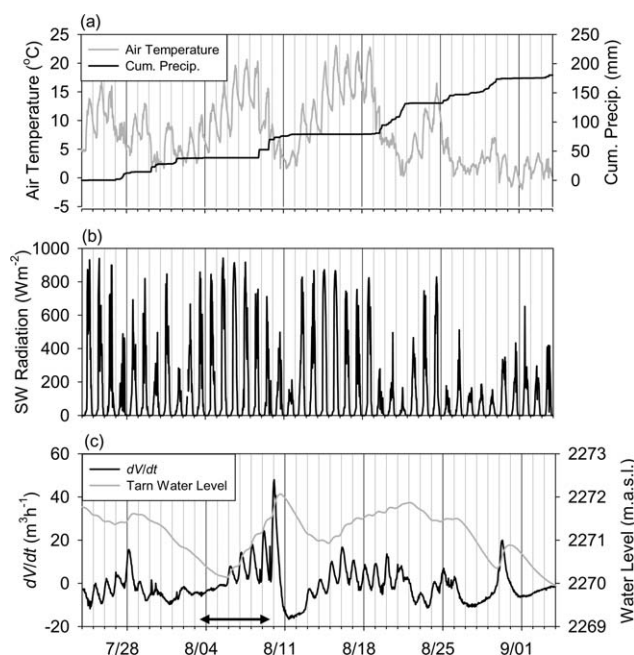 (a)
25
20
15
10
5
0
-5
Air Temperature (°C)
Air Temperature
Cum. Precip.
250
200
150
100
50
0
Cum. Precip. (mm)
(b)
1000
800
600
400
200
0
SW Radiation (Wm-2)
(c)
60
40
20
0
-20
dV/dt (m3h-1)
dV/dt
Tarn Water Level
2273
2272
2271
2270
2269
Water Level (m.a.s.l.)
7/28 8/04 8/11 8/18 8/25 9/01